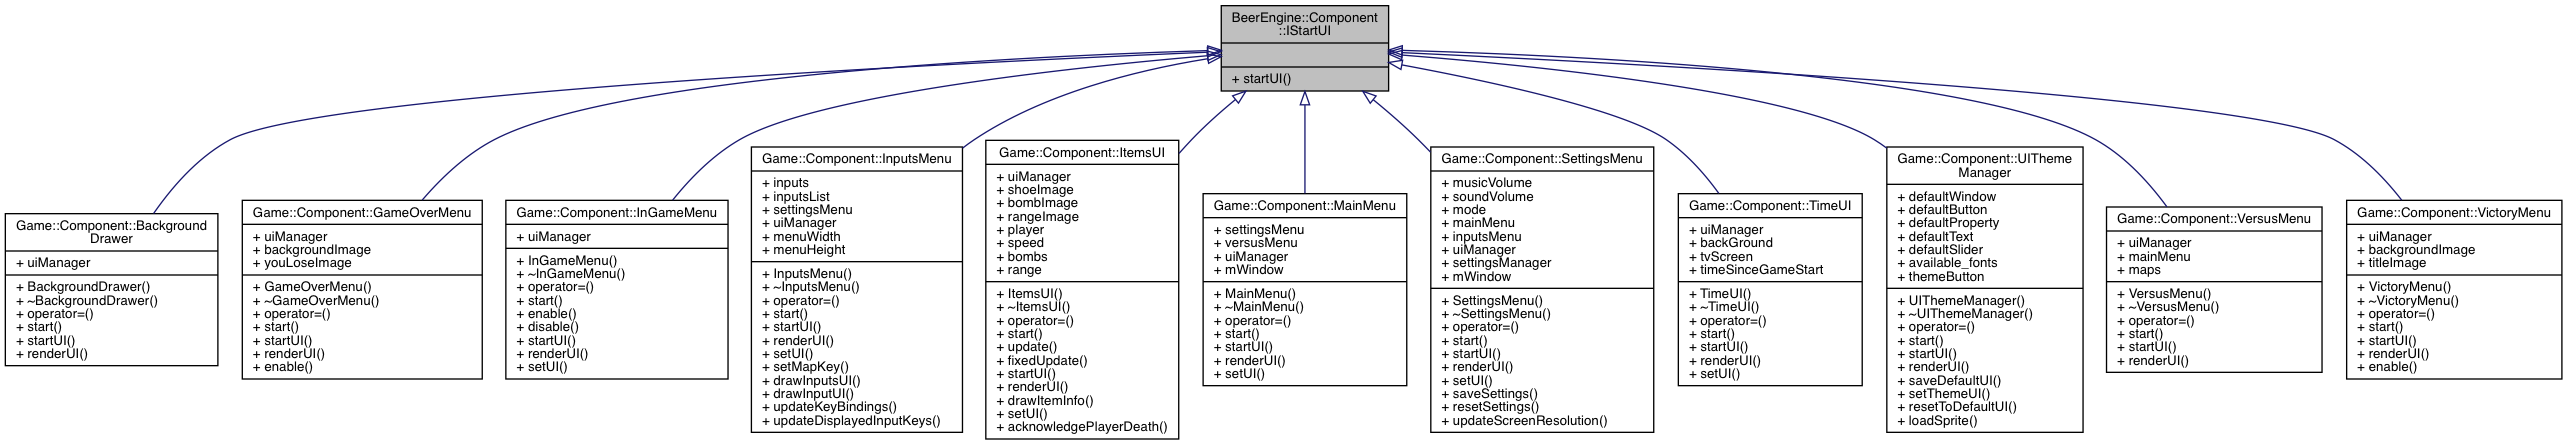 BeerEngine::Component
::IStartUI
+ startUI()
Game::Component::Background
Drawer
+ uiManager
+ BackgroundDrawer()
+ ~BackgroundDrawer()
+ operator=()
+ start()
+ startUI()
+ renderUI()
Game::Component::GameOverMenu
+ uiManager
+ backgroundImage
+ youLoseImage
+ GameOverMenu()
+ ~GameOverMenu()
+ operator=()
+ start()
+ startUI()
+ renderUI()
+ enable()
Game::Component::InGameMenu
+ uiManager
+ InGameMenu()
+ ~InGameMenu()
+ operator=()
+ start()
+ enable()
+ disable()
+ startUI()
+ renderUI()
+ setUI()
Game::Component::InputsMenu
+ inputs
+ inputsList
+ settingsMenu
+ uiManager
+ menuWidth
+ menuHeight
+ InputsMenu()
+ ~InputsMenu()
+ operator=()
+ start()
+ startUI()
+ renderUI()
+ setUI()
+ setMapKey()
+ drawInputsUI()
+ drawInputUI()
+ updateKeyBindings()
+ updateDisplayedInputKeys()
Game::Component::ItemsUI
+ uiManager
+ shoeImage
+ bombImage
+ rangeImage
+ player
+ speed
+ bombs
+ range
+ ItemsUI()
+ ~ItemsUI()
+ operator=()
+ start()
+ update()
+ fixedUpdate()
+ startUI()
+ renderUI()
+ drawItemInfo()
+ setUI()
+ acknowledgePlayerDeath()
Game::Component::MainMenu
+ settingsMenu
+ versusMenu
+ uiManager
+ mWindow
+ MainMenu()
+ ~MainMenu()
+ operator=()
+ start()
+ startUI()
+ renderUI()
+ setUI()
Game::Component::SettingsMenu
+ musicVolume
+ soundVolume
+ mode
+ mainMenu
+ inputsMenu
+ uiManager
+ settingsManager
+ mWindow
+ SettingsMenu()
+ ~SettingsMenu()
+ operator=()
+ start()
+ startUI()
+ renderUI()
+ setUI()
+ saveSettings()
+ resetSettings()
+ updateScreenResolution()
Game::Component::TimeUI
+ uiManager
+ backGround
+ tvScreen
+ timeSinceGameStart
+ TimeUI()
+ ~TimeUI()
+ operator=()
+ start()
+ startUI()
+ renderUI()
+ setUI()
Game::Component::UITheme
Manager
+ defaultWindow
+ defaultButton
+ defaultProperty
+ defaultText
+ defaultSlider
+ available_fonts
+ themeButton
+ UIThemeManager()
+ ~UIThemeManager()
+ operator=()
+ start()
+ startUI()
+ renderUI()
+ saveDefaultUI()
+ setThemeUI()
+ resetToDefaultUI()
+ loadSprite()
Game::Component::VersusMenu
+ uiManager
+ mainMenu
+ maps
+ VersusMenu()
+ ~VersusMenu()
+ operator=()
+ start()
+ startUI()
+ renderUI()
Game::Component::VictoryMenu
+ uiManager
+ backgroundImage
+ titleImage
+ VictoryMenu()
+ ~VictoryMenu()
+ operator=()
+ start()
+ startUI()
+ renderUI()
+ enable()